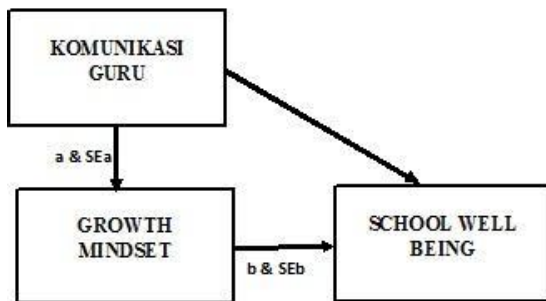 KOMUNIKASI
GURU
a & SEa
GROWTH
MINDSET
b & SEb
SCHOOL WELL
BEING